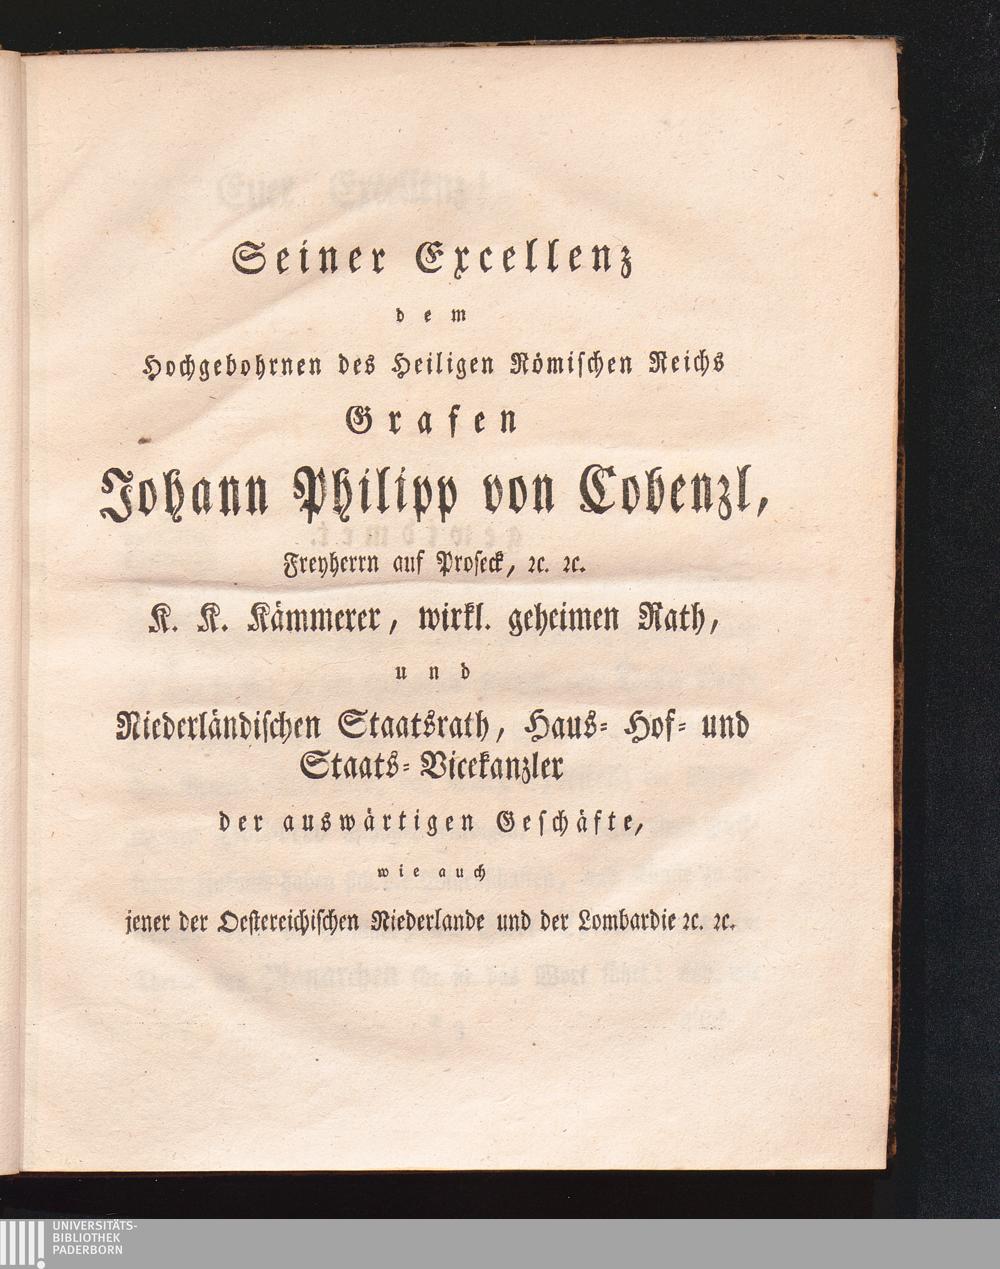 Seiner Excellenz
dem
Hochgebohrnen des Heiligen Römischen Reichs
Grafen
Johann Philipp von Cobenzl,
Freyherrn auf Proseck, ꝛc. ꝛc.
K. K. Kämmerer, wirkl. geheimen Rath,
und
Niederländischen Staatsrath, Haus- Hof- und
Staats-Vicekanzler
der auswärtigen Geschäfte,
wie auch
jener der Oestereichischen Niederlande und der Lombardie ꝛc. ꝛc.
UNIVERSITÄTS-
BIBLIOTHEK
PADERBORN